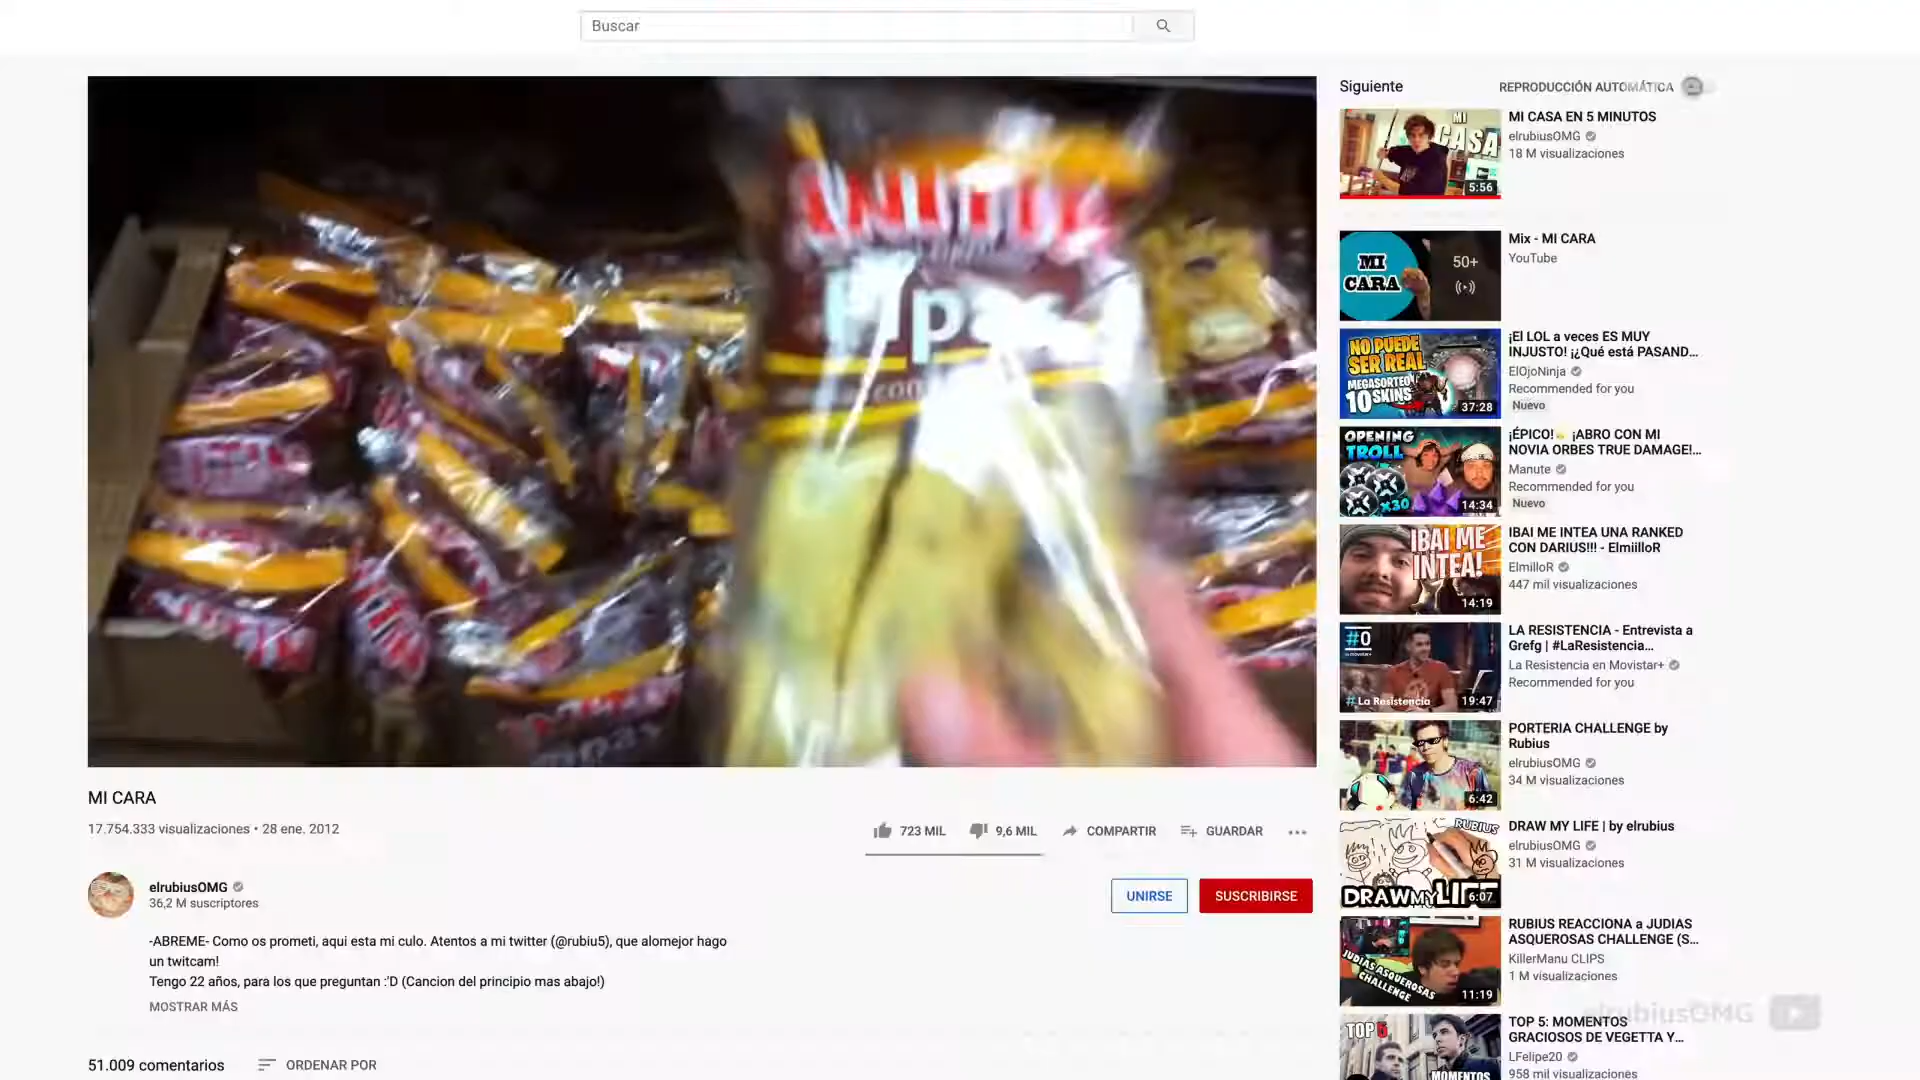 Buscar
Siguiente
REPRODUCCIÓN AUTOMÁTICA
MI
CASA
5:56
MI CASA EN 5 MINUTOS
elrubiusOMG
18 M visualizaciones
MI
CARA
50+
Mix - MI CARA
YouTube
NO PUEDE
SER REAL
MEGASORTEO
10 SKINS
37:28
¡El LOL a veces ES MUY
INJUSTO! ¡¿Qué está PASAND...
ElOjoNinja
Recommended for you
Nuevo
OPENING
TROLL
x30
14:34
¡ÉPICO! ¡ABRO CON MI
NOVIA ORBES TRUE DAMAGE!...
Manute
Recommended for you
Nuevo
IBAI ME
INTEA!
14:19
IBAI ME INTEA UNA RANKED
CON DARIUS!!! - ElmiilloR
ElmilloR
447 mil visualizaciones
#0
#La Resistencia
19:47
LA RESISTENCIA - Entrevista a
Grefg | #LaResistencia...
La Resistencia en Movistar+
Recommended for you
6:42
PORTERIA CHALLENGE by
Rubius
elrubiusOMG
34 M visualizaciones
RUBIUS
DRAW MY LIFE
6:07
DRAW MY LIFE | by elrubius
elrubiusOMG
31 M visualizaciones
JUDIAS ASQUEROSAS
CHALLENGE
11:19
RUBIUS REACCIONA a JUDIAS
ASQUEROSAS CHALLENGE (S...
KillerManu CLIPS
1 M visualizaciones
TOP 5
MOMENTOS
TOP 5: MOMENTOS
GRACIOSOS DE VEGETTA Y...
LFelipe20
958 mil visualizaciones
MI CARA
17.754.333 visualizaciones • 28 ene. 2012
723 MIL
9,6 MIL
COMPARTIR
GUARDAR
elrubiusOMG
36,2 M suscriptores
UNIRSE
SUSCRIBIRSE
-ABREME- Como os prometi, aqui esta mi culo. Atentos a mi twitter (@rubiu5), que alomejor hago
un twitcam!
Tengo 22 años, para los que preguntan :'D (Cancion del principio mas abajo!)
MOSTRAR MÁS
51.009 comentarios
ORDENAR POR
elrubiusOMG